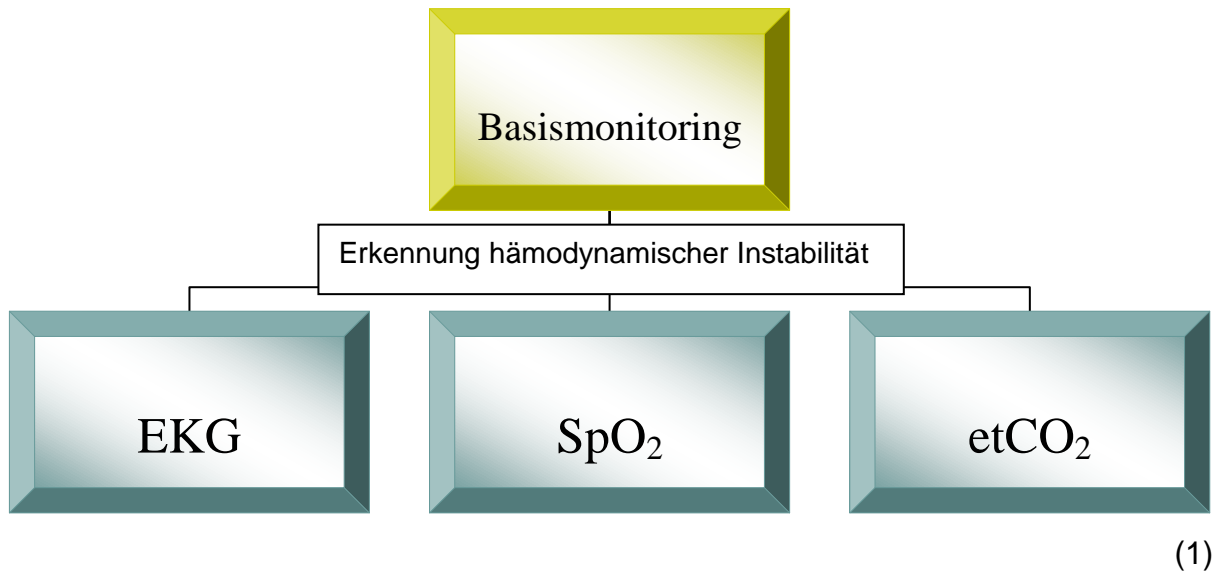 Basismonitoring
Erkennung hämodynamischer Instabilität
EKG
SpO₂
etCO₂
(1)